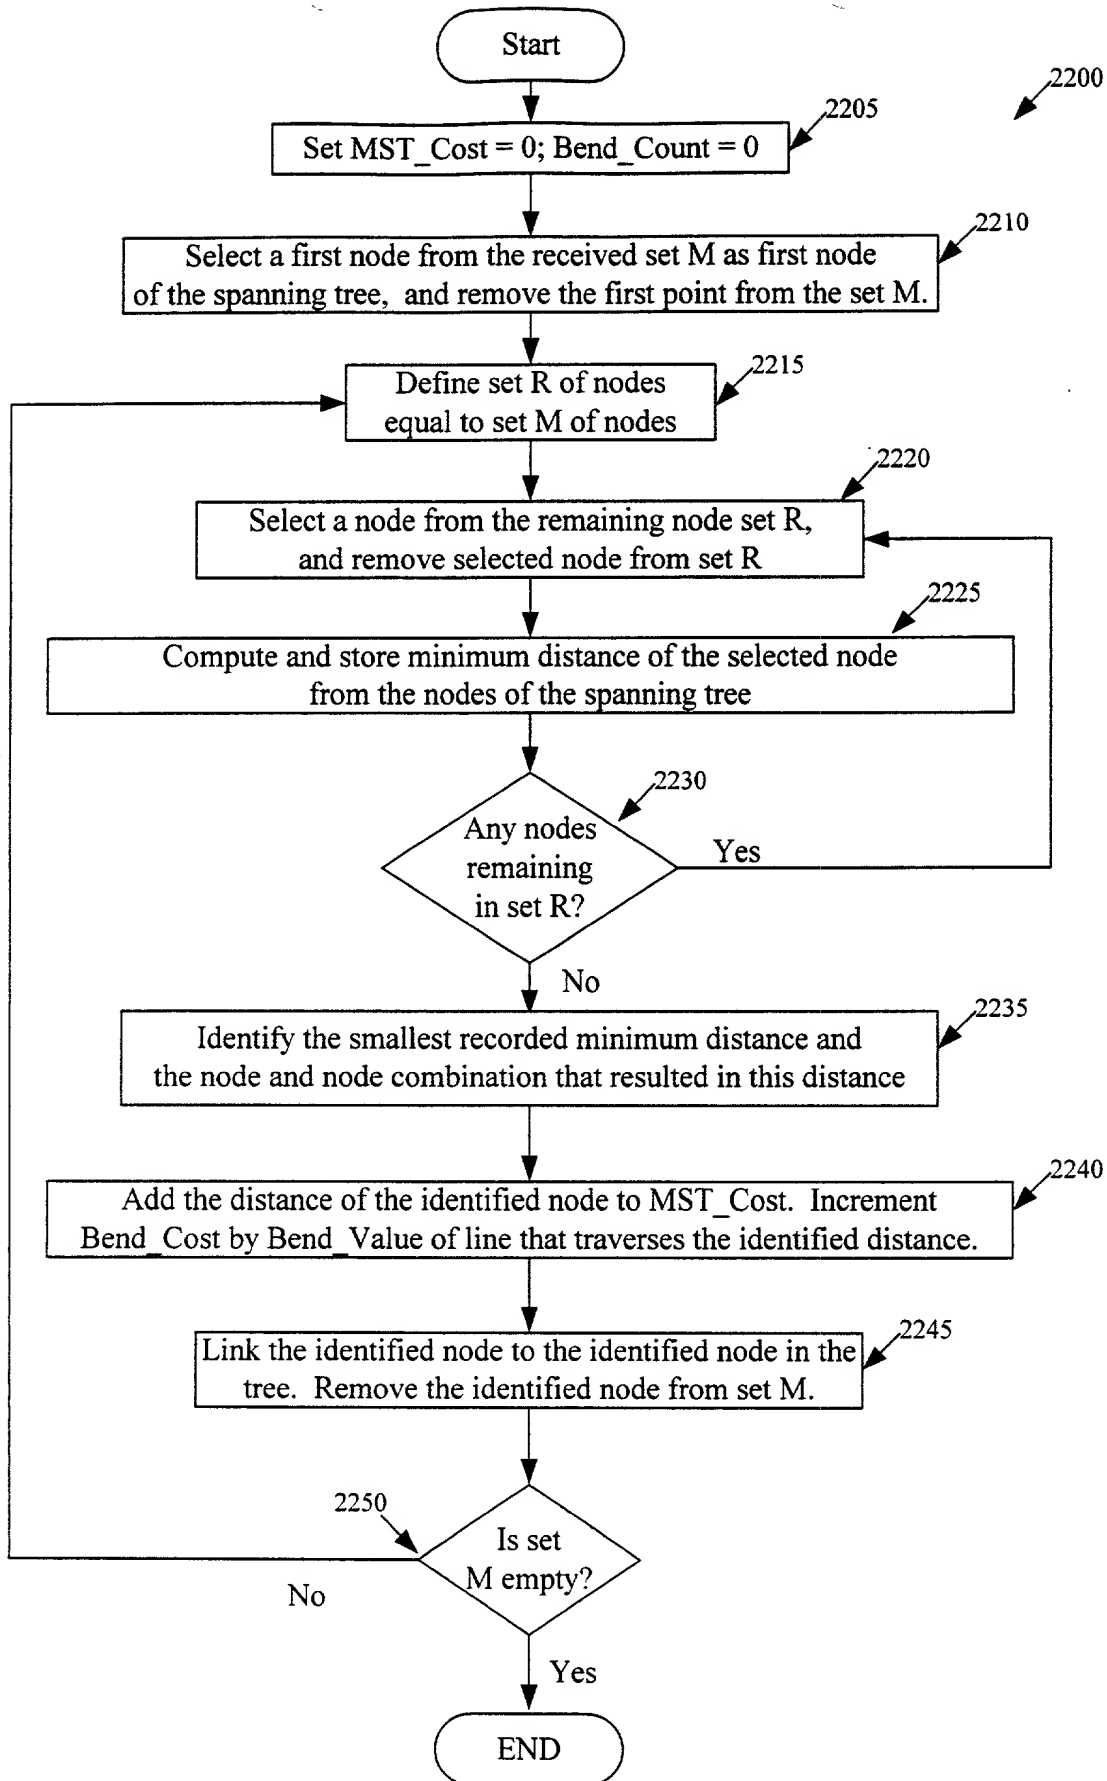 Start
2200
2205
Set MST_Cost = 0; Bend_Count = 0
2210
Select a first node from the received set M as first node
of the spanning tree, and remove the first point from the set M.
2215
Define set R of nodes
equal to set M of nodes
2220
Select a node from the remaining node set R,
and remove selected node from set R
2225
Compute and store minimum distance of the selected node
from the nodes of the spanning tree
2230
Any nodes
remaining
in set R?
Yes
No
2235
Identify the smallest recorded minimum distance and
the node and node combination that resulted in this distance
2240
Add the distance of the identified node to MST_Cost. Increment
Bend_Cost by Bend_Value of line that traverses the identified distance.
2245
Link the identified node to the identified node in the
tree. Remove the identified node from set M.
2250
Is set
M empty?
No
Yes
END